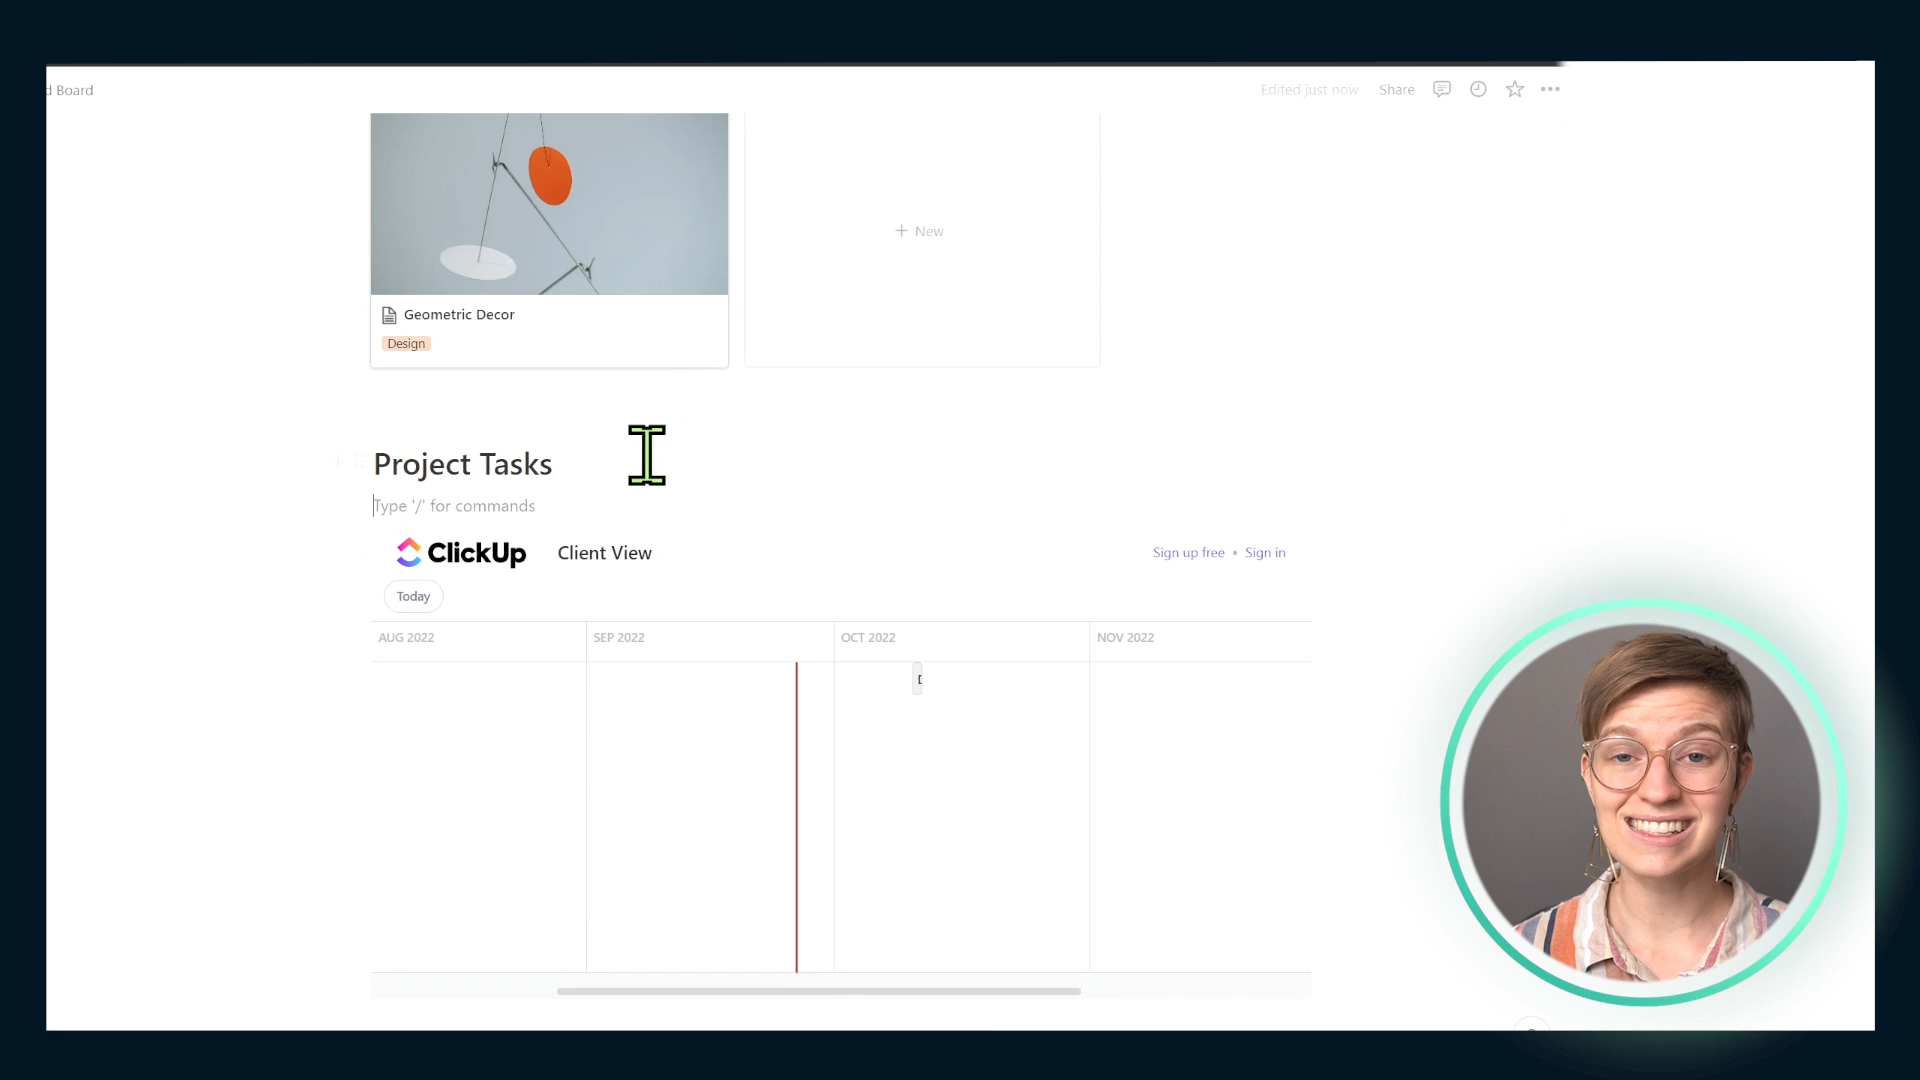 d Board
Edited just now Share
+ New
Geometric Decor
Design
Project Tasks
Type '/' for commands
ClickUp Client View
Sign up free • Sign in
Today
AUG 2022 SEP 2022 OCT 2022 NOV 2022